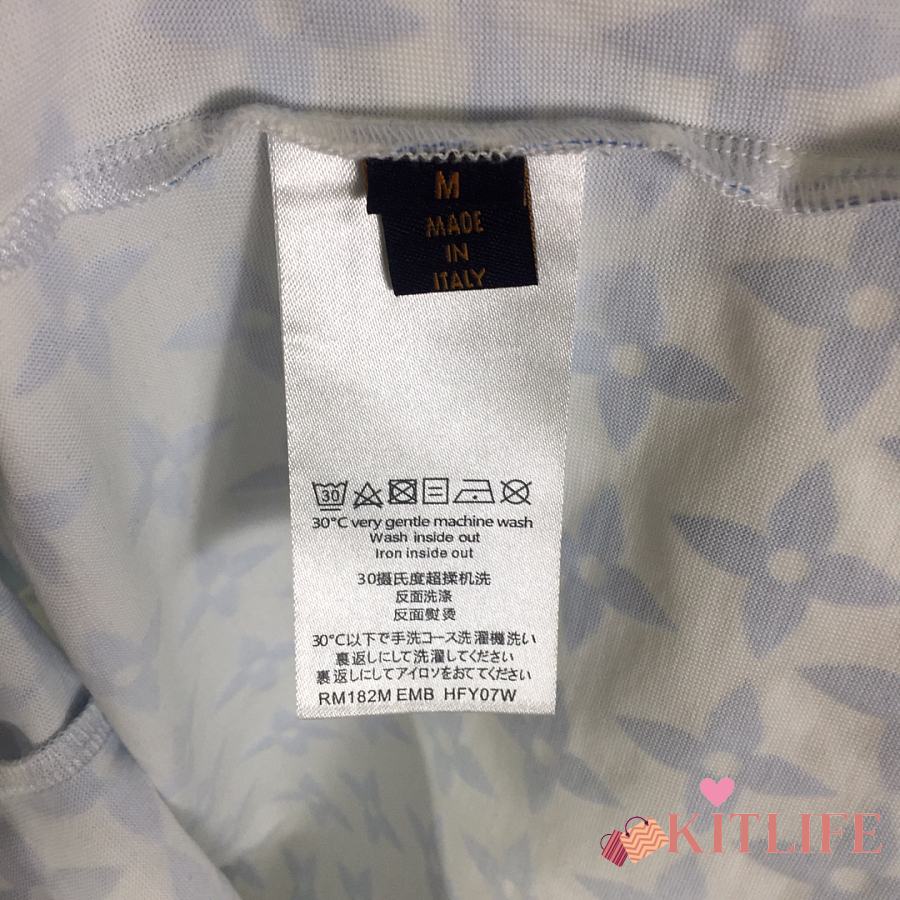 M
MADE
IN
ITALY
30
30°C very gentle machine wash
Wash inside out
Iron inside out
30摄氏度超揉机洗
反面洗涤
反面熨烫
30°C以下で手洗コース洗濯機洗い
裏返しにして洗濯してください
裏返しにしてアイロンをおててください
RM182M EMB HFY07W
KITLIFE